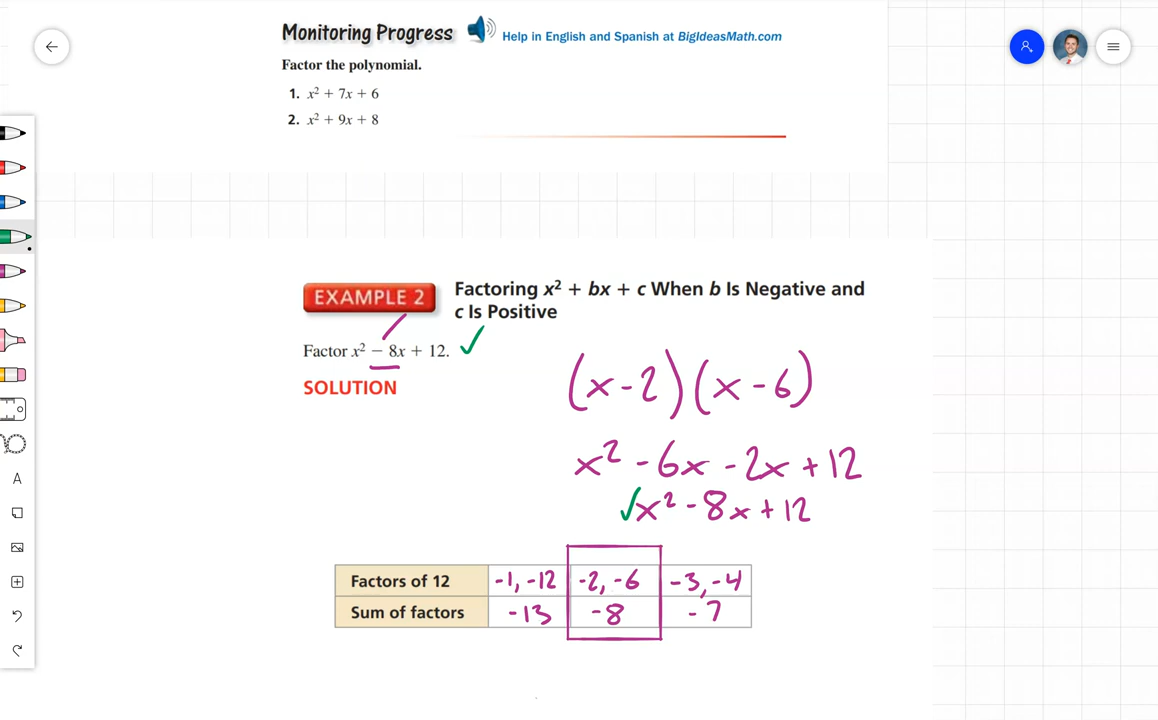 Monitoring Progress
Help in English and Spanish at BigIdeasMath.com
Factor the polynomial.
1. x² + 7x + 6
2. x² + 9x + 8
EXAMPLE 2
Factoring x² + bx + c When b Is Negative and
c Is Positive
Factor x² − 8x + 12. ✓
SOLUTION
(x-2)(x-6)
x² -6x -2x +12
✓x² -8x +12
Factors of 12 -1, -12 -2, -6 -3, -4
Sum of factors -13 -8 -7
A